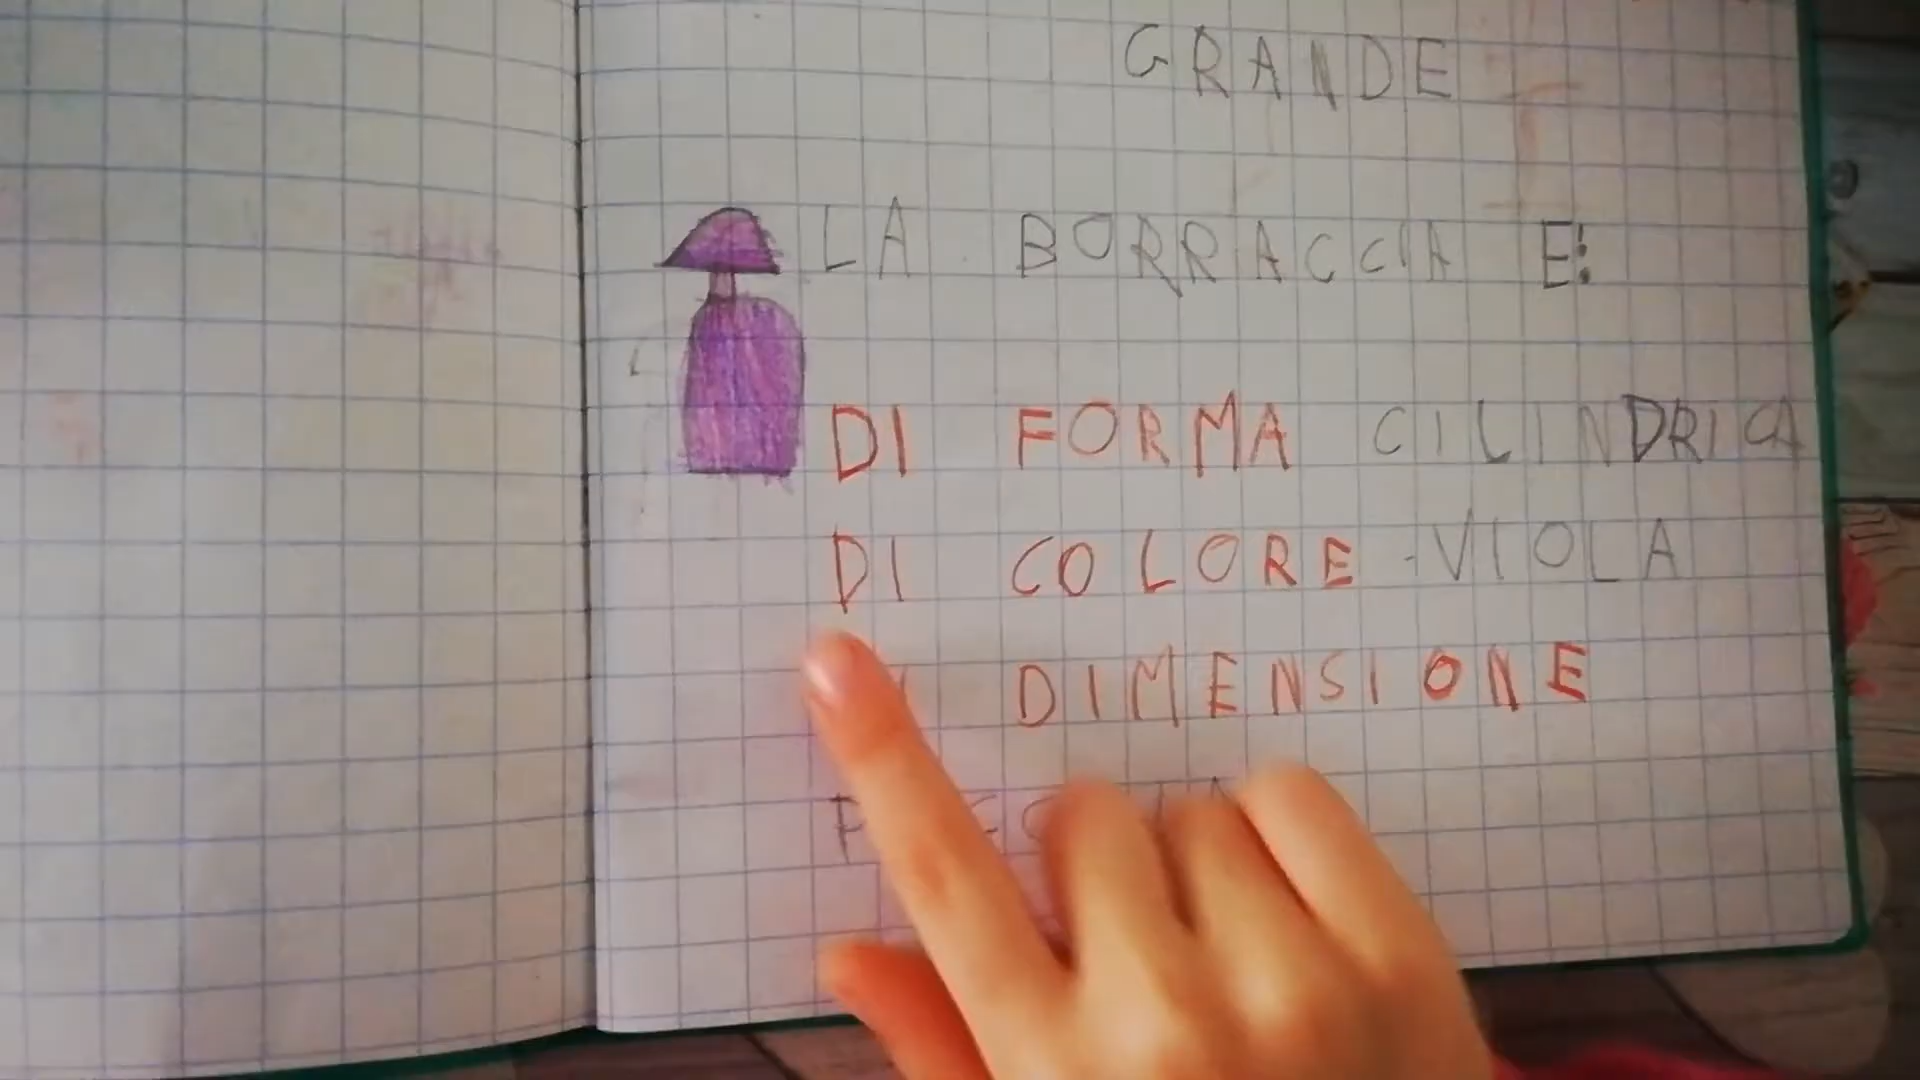 GRANDE
LA BORRACCIA E:
DI FORMA CILINDRICA
DI COLORE VIOLA
DIMENSIONE